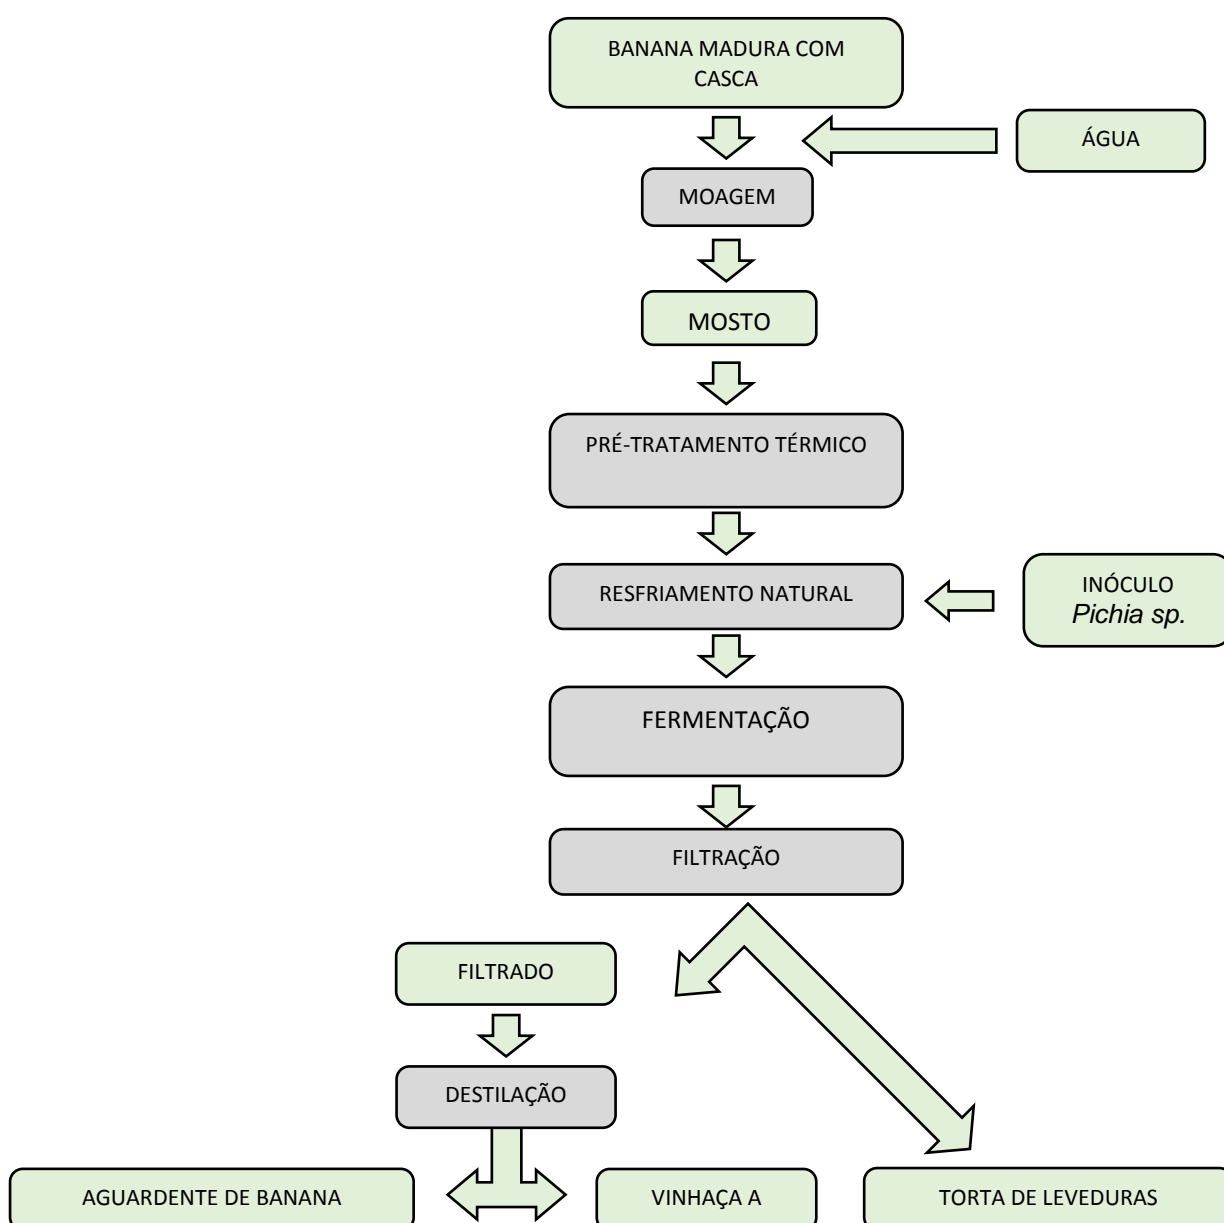 BANANA MADURA COM
CASCA
ÁGUA
MOAGEM
MOSTO
PRÉ-TRATAMENTO TÉRMICO
RESFRIAMENTO NATURAL
INÓCULO
Pichia sp.
FERMENTAÇÃO
FILTRAÇÃO
FILTRADO
DESTILAÇÃO
AGUARDENTE DE BANANA
VINHAÇA A
TORTA DE LEVEDURAS